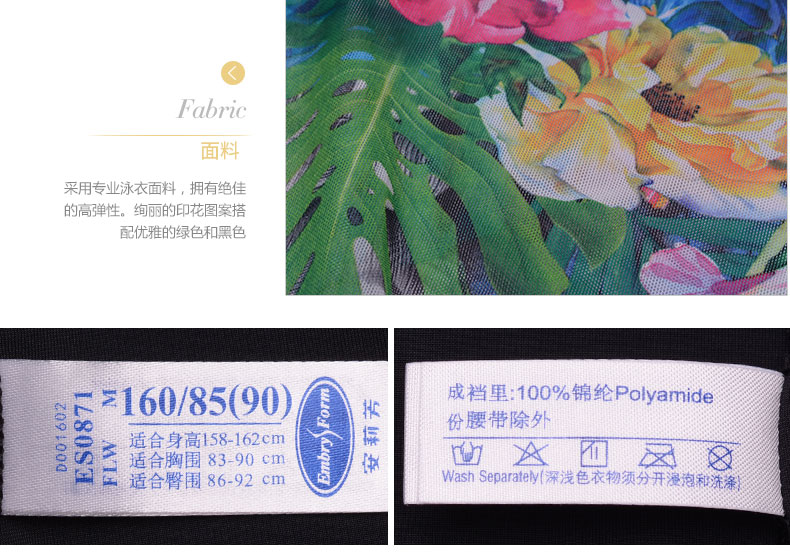 Fabric
面料
采用专业泳衣面料，拥有绝佳
的高弹性。绚丽的印花图案搭
配优雅的绿色和黑色
D001602
ES0871
FLW M
160/85(90)
适合身高158-162cm
适合胸围 83-90 cm
适合臀围 86-92 cm
Embry Form
安莉芳
成裆里:100%锦纶Polyamide
份腰带除外
Wash Separately(深浅色衣物须分开浸泡和洗涤)